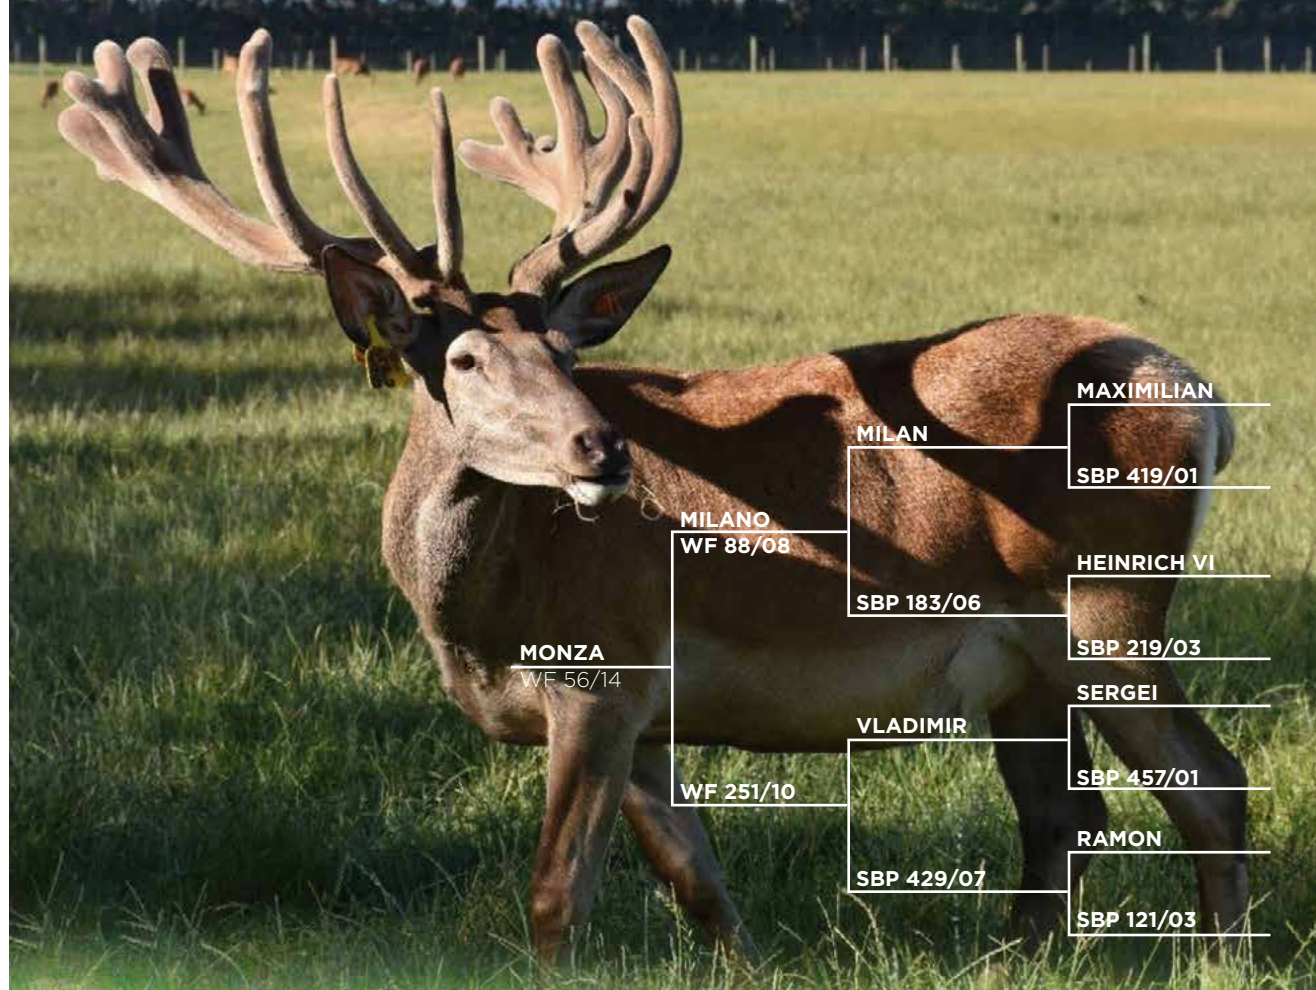 MAXIMILIAN
MILAN
SBP 419/01
MILANO
WF 88/08
HEINRICH VI
SBP 183/06
SBP 219/03
MONZA
WF 56/14
SERGEI
VLADIMIR
SBP 457/01
WF 251/10
RAMON
SBP 429/07
SBP 121/03